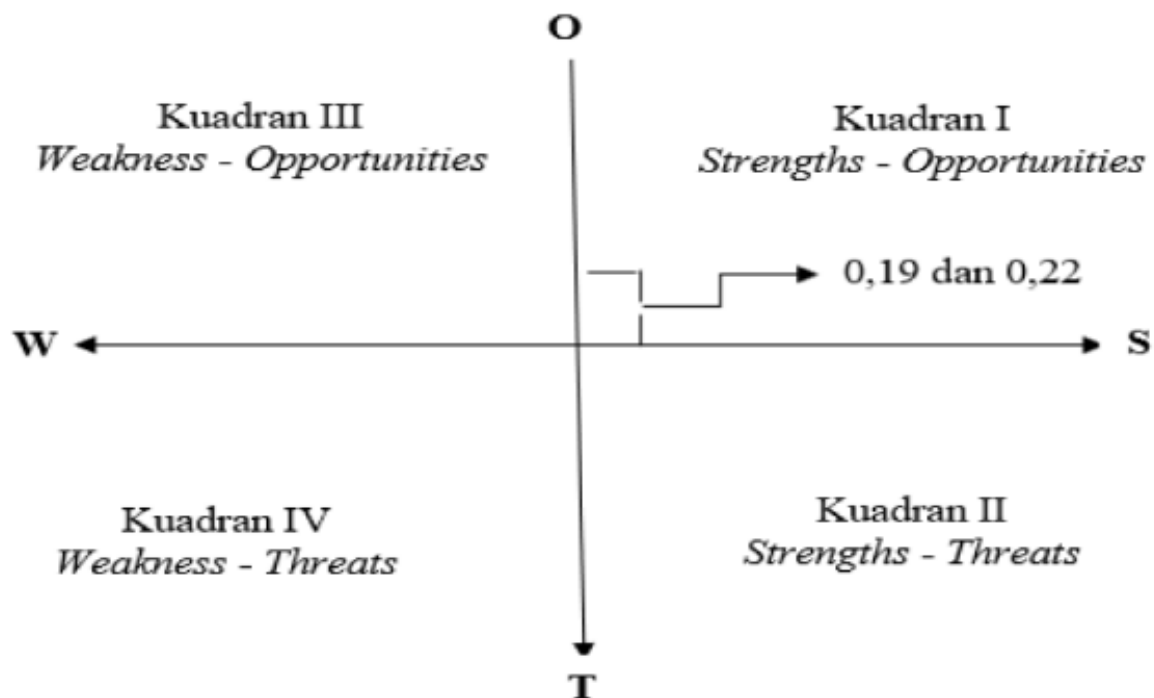 O
Kuadran III
Weakness - Opportunities
Kuadran I
Strengths - Opportunities
0,19 dan 0,22
W
S
Kuadran IV
Weakness - Threats
Kuadran II
Strengths - Threats
T